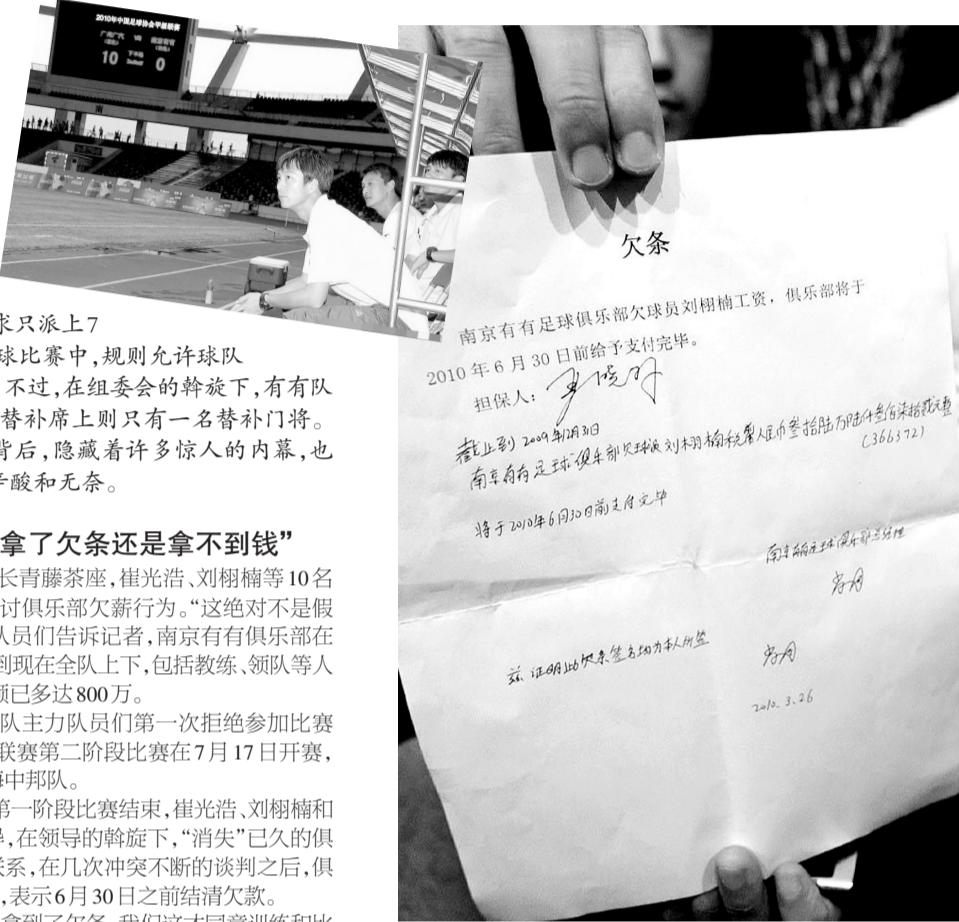 2010年中国足球协会甲级联赛
广州广汽 VS 南京有有
10 下半场 0
求只派上7
球比赛中,规则允许球队
不过,在组委会的斡旋下,有有队
替补席上则只有一名替补门将。
背后,隐藏着许多惊人的内幕,也
辛酸和无奈。
拿了欠条还是拿不到钱”
长青藤茶座,崔光浩、刘栩楠等10名
讨俱乐部欠薪行为。“这绝对不是假
队员们告诉记者,南京有有俱乐部在
到现在全队上下,包括教练、领队等人
额已多达800万。
队主力队员们第一次拒绝参加比赛
联赛第二阶段比赛在7月17日开赛,
海中邦队。
第一阶段比赛结束,崔光浩、刘栩楠和
,在领导的斡旋下,“消失”已久的俱
联系,在几次冲突不断的谈判之后,俱
,表示6月30日之前结清欠款。
欠条
南京有有足球俱乐部欠球员刘栩楠工资，俱乐部将于
2010年6月30日前给予支付完毕。
担保人:
截止到2009年12月31日
南京有有足球俱乐部欠球员刘栩楠税薪人民币叁拾陆万陆仟叁佰柒拾贰元整
(366372)
将于2010年6月30日前支付完毕
南京有有足球俱乐部总经理
兹证明此欠条签名均为本人所签
2010.3.26